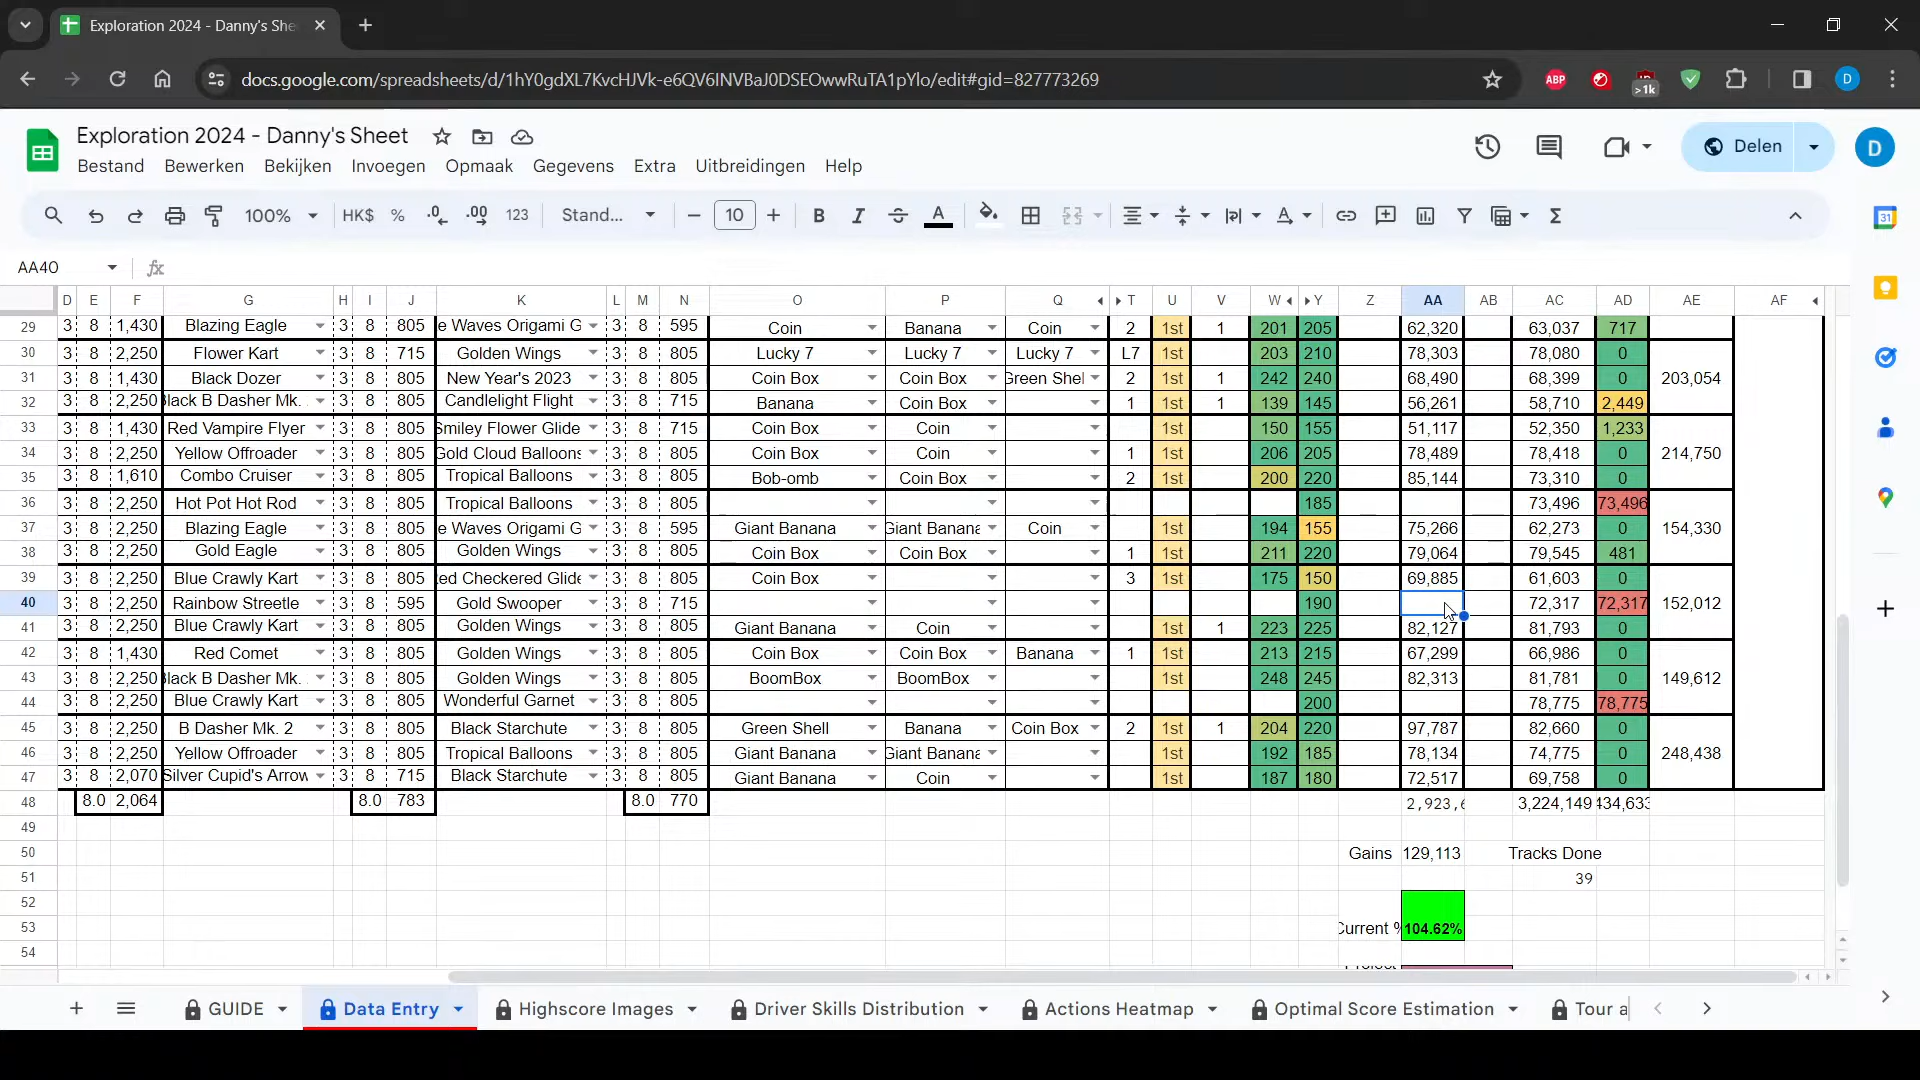 Exploration 2024 - Danny's She
docs.google.com/spreadsheets/d/1hY0gdXL7KvcHJVk-e6QV6INVBaJ0DSEOwwRuTA1pYlo/edit#gid=827773269
ABP
>1k
D
Exploration 2024 - Danny's Sheet
Bestand Bewerken Bekijken Invoegen Opmaak Gegevens Extra Uitbreidingen Help
Delen
D
100% HK$ % .0 .00 123 Stand... 10 B I S A
31
AA40 fx
D E F G H I J K L M N O P Q T U V W Y Z AA AB AC AD AE AF
29 3 8 1,430 Blazing Eagle 3 8 805 e Waves Origami G 3 8 595 Coin Banana Coin 2 1st 1 201 205 62,320 63,037 717
30 3 8 2,250 Flower Kart 3 8 715 Golden Wings 3 8 805 Lucky 7 Lucky 7 Lucky 7 L7 1st 203 210 78,303 78,080 0
31 3 8 1,430 Black Dozer 3 8 805 New Year's 2023 3 8 805 Coin Box Coin Box Green Shel 2 1st 1 242 240 68,490 68,399 0 203,054
32 3 8 2,250 Black B Dasher Mk. 3 8 805 Candlelight Flight 3 8 715 Banana Coin Box 1 1st 1 139 145 56,261 58,710 2,449
33 3 8 1,430 Red Vampire Flyer 3 8 805 Smiley Flower Glide 3 8 715 Coin Box Coin 1st 150 155 51,117 52,350 1,233
34 3 8 2,250 Yellow Offroader 3 8 805 Gold Cloud Balloons 3 8 805 Coin Box Coin 1 1st 206 205 78,489 78,418 0 214,750
35 3 8 1,610 Combo Cruiser 3 8 805 Tropical Balloons 3 8 805 Bob-omb Coin Box 2 1st 200 220 85,144 73,310 0
36 3 8 2,250 Hot Pot Hot Rod 3 8 805 Tropical Balloons 3 8 805 185 73,496 73,496
37 3 8 2,250 Blazing Eagle 3 8 805 e Waves Origami G 3 8 595 Giant Banana Giant Banana Coin 1st 194 155 75,266 62,273 0 154,330
38 3 8 2,250 Gold Eagle 3 8 805 Golden Wings 3 8 805 Coin Box Coin Box 1 1st 211 220 79,064 79,545 481
39 3 8 2,250 Blue Crawly Kart 3 8 805 ed Checkered Glide 3 8 805 Coin Box 3 1st 175 150 69,885 61,603 0
40 3 8 2,250 Rainbow Streetle 3 8 595 Gold Swooper 3 8 715 190 72,317 72,317 152,012
41 3 8 2,250 Blue Crawly Kart 3 8 805 Golden Wings 3 8 805 Giant Banana Coin 1st 1 223 225 82,127 81,793 0
42 3 8 1,430 Red Comet 3 8 805 Golden Wings 3 8 805 Coin Box Coin Box Banana 1 1st 213 215 67,299 66,986 0
43 3 8 2,250 Black B Dasher Mk. 3 8 805 Golden Wings 3 8 805 BoomBox BoomBox 1st 248 245 82,313 81,781 0 149,612
44 3 8 2,250 Blue Crawly Kart 3 8 805 Wonderful Garnet 3 8 805 200 78,775 78,775
45 3 8 2,250 B Dasher Mk. 2 3 8 805 Black Starchute 3 8 805 Green Shell Banana Coin Box 2 1st 1 204 220 97,787 82,660 0
46 3 8 2,250 Yellow Offroader 3 8 805 Tropical Balloons 3 8 805 Giant Banana Giant Banana 1st 192 185 78,134 74,775 0 248,438
47 3 8 2,070 Silver Cupid's Arrow 3 8 715 Black Starchute 3 8 805 Giant Banana Coin 1st 187 180 72,517 69,758 0
48 8.0 2,064 8.0 783 8.0 770 2,923,6 3,224,149 434,633
49
50 Gains 129,113 Tracks Done
51 39
52
53 Current % 104.62%
54
GUIDE Data Entry Highscore Images Driver Skills Distribution Actions Heatmap Optimal Score Estimation Tour a